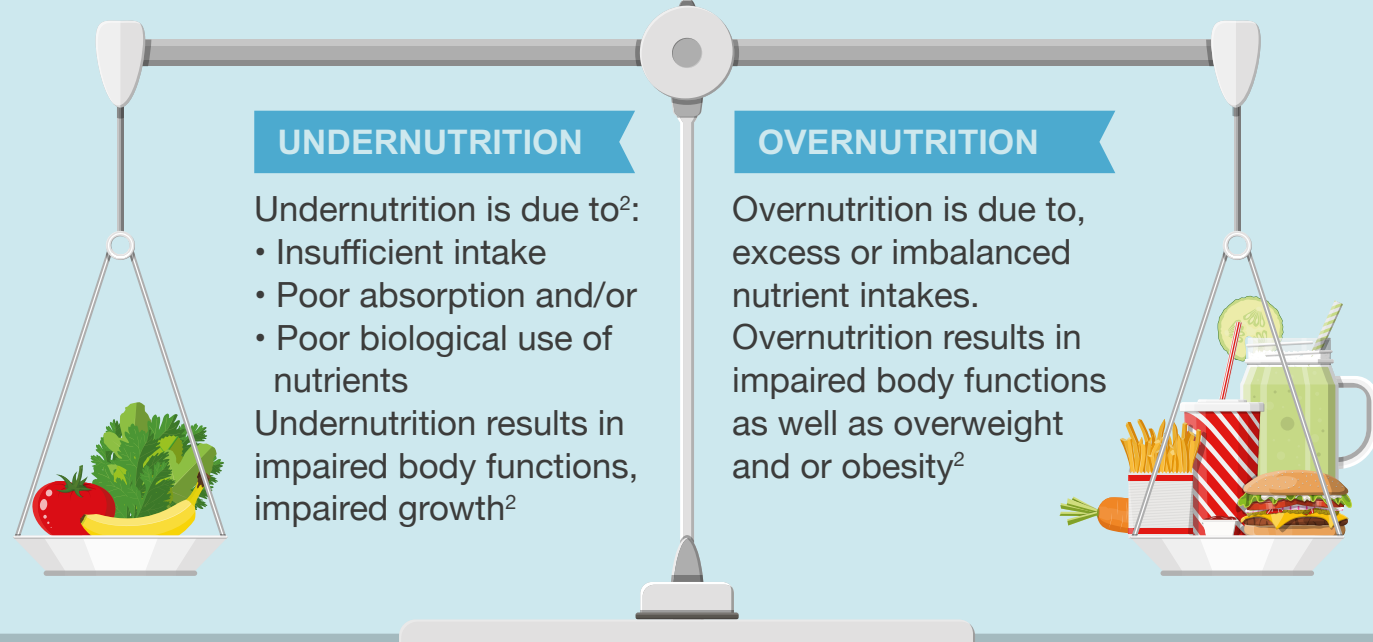 UNDERNUTRITION
Undernutrition is due to²:
• Insufficient intake
• Poor absorption and/or
• Poor biological use of
nutrients
Undernutrition results in
impaired body functions,
impaired growth²
OVERNUTRITION
Overnutrition is due to,
excess or imbalanced
nutrient intakes.
Overnutrition results in
impaired body functions
as well as overweight
and or obesity²